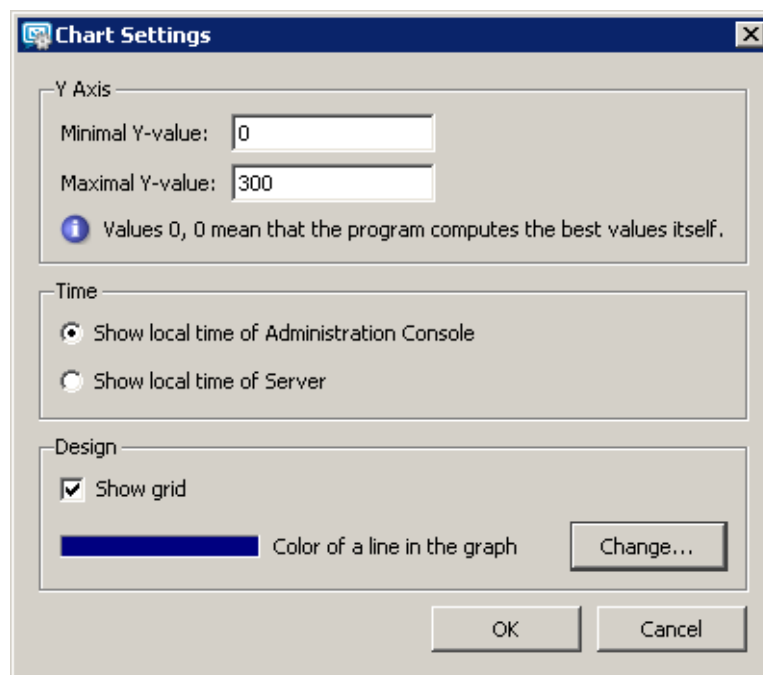 Chart Settings
Y Axis
Minimal Y-value: 0
Maximal Y-value: 300
Values 0, 0 mean that the program computes the best values itself.
Time
Show local time of Administration Console
Show local time of Server
Design
Show grid
Color of a line in the graph Change...
OK Cancel